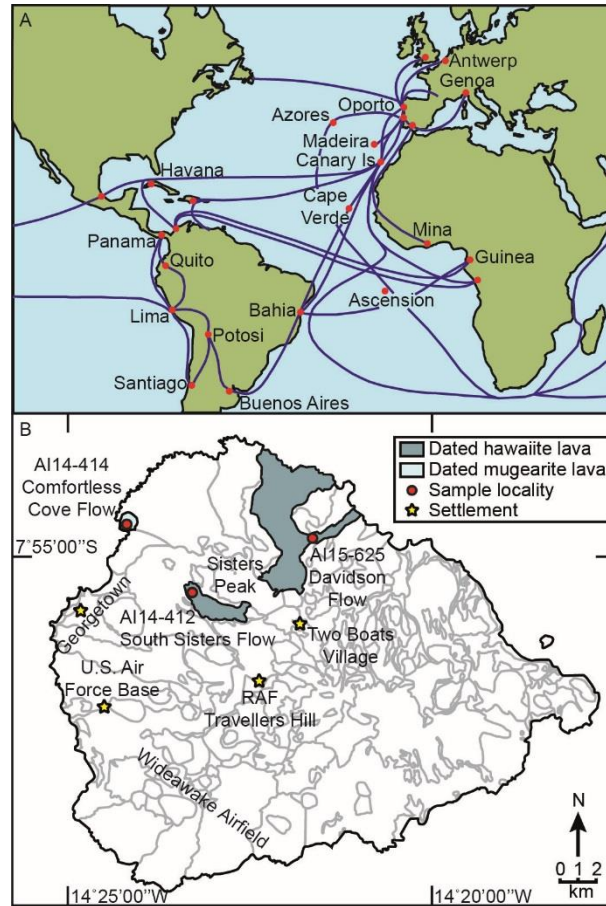 A
Antwerp
Genoa
Oporto
Azores
Madeira
Canary Is
Havana
Cape
Verde
Mina
Panama
Guinea
Quito
Ascension
Bahia
Lima
Potosi
Santiago
Buenos Aires
B
Dated hawaiite lava
Dated mugearite lava
Sample locality
Settlement
AI14-414
Comfortless
Cove Flow
7°55'00''S
Sisters
Peak
AI15-625
Davidson
Flow
Georgetown
AI14-412
South Sisters Flow
Two Boats
Village
U.S. Air
Force Base
RAF
Travellers Hill
Wideawake Airfield
N
0 1 2
km
14°25'00''W
14°20'00''W